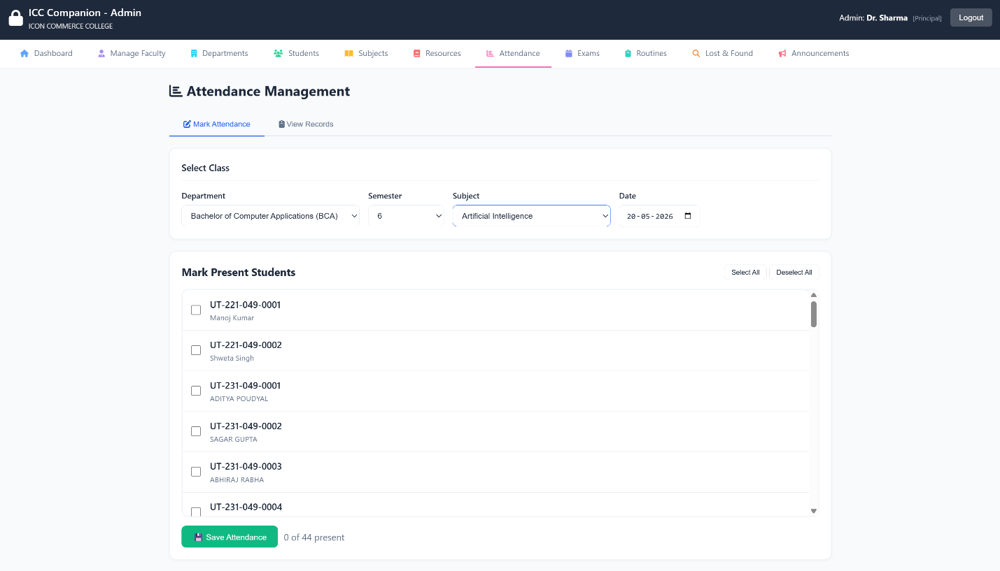 ICC Companion - Admin
ICON COMMERCE COLLEGE
Admin: Dr. Sharma [Principal] Logout
Dashboard Manage Faculty Departments Students Subjects Resources Attendance Exams Routines Lost & Found Announcements
Attendance Management
Mark Attendance View Records
Select Class
Department Semester Subject Date
Bachelor of Computer Applications (BCA) 6 Artificial Intelligence 20-05-2026
Mark Present Students Select All Deselect All
UT-221-049-0001
Manoj Kumar
UT-221-049-0002
Shweta Singh
UT-231-049-0001
ADITYA POUDYAL
UT-231-049-0002
SAGAR GUPTA
UT-231-049-0003
ABHIRAJ RABHA
UT-231-049-0004
Save Attendance 0 of 44 present